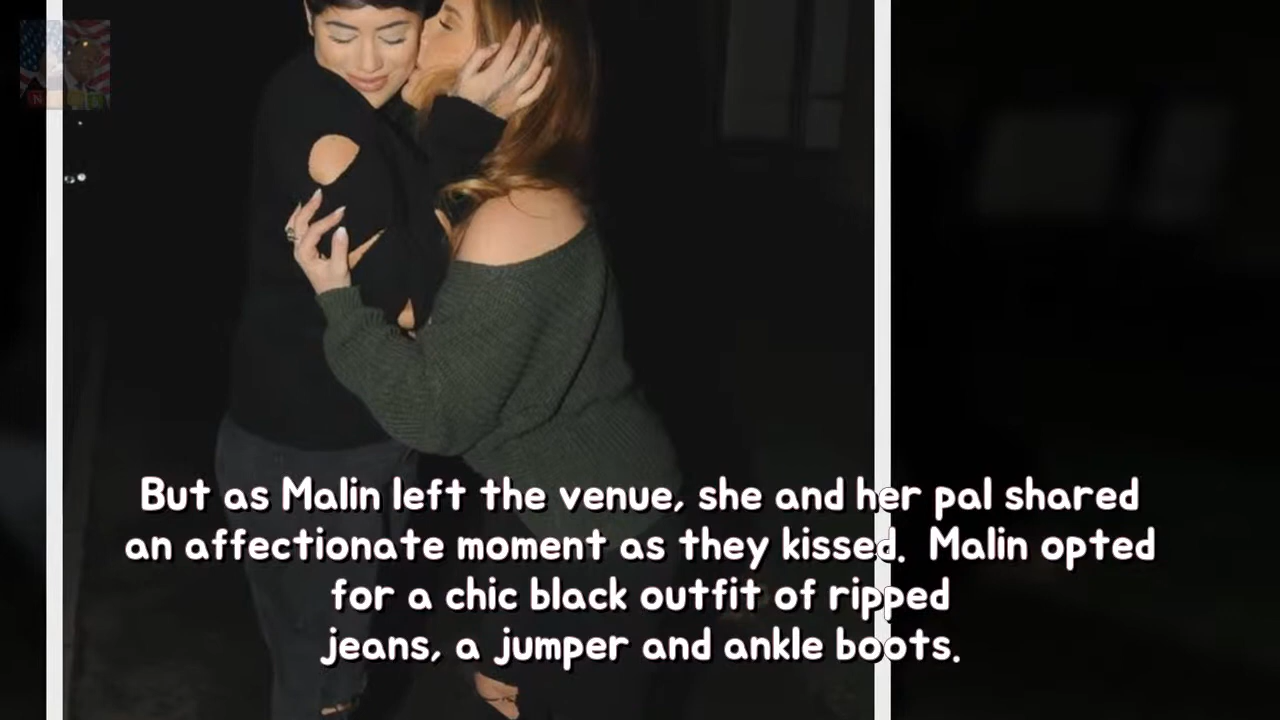 But as Malin left the venue, she and her pal shared
an affectionate moment as they kissed.  Malin opted
for a chic black outfit of ripped
jeans, a jumper and ankle boots.